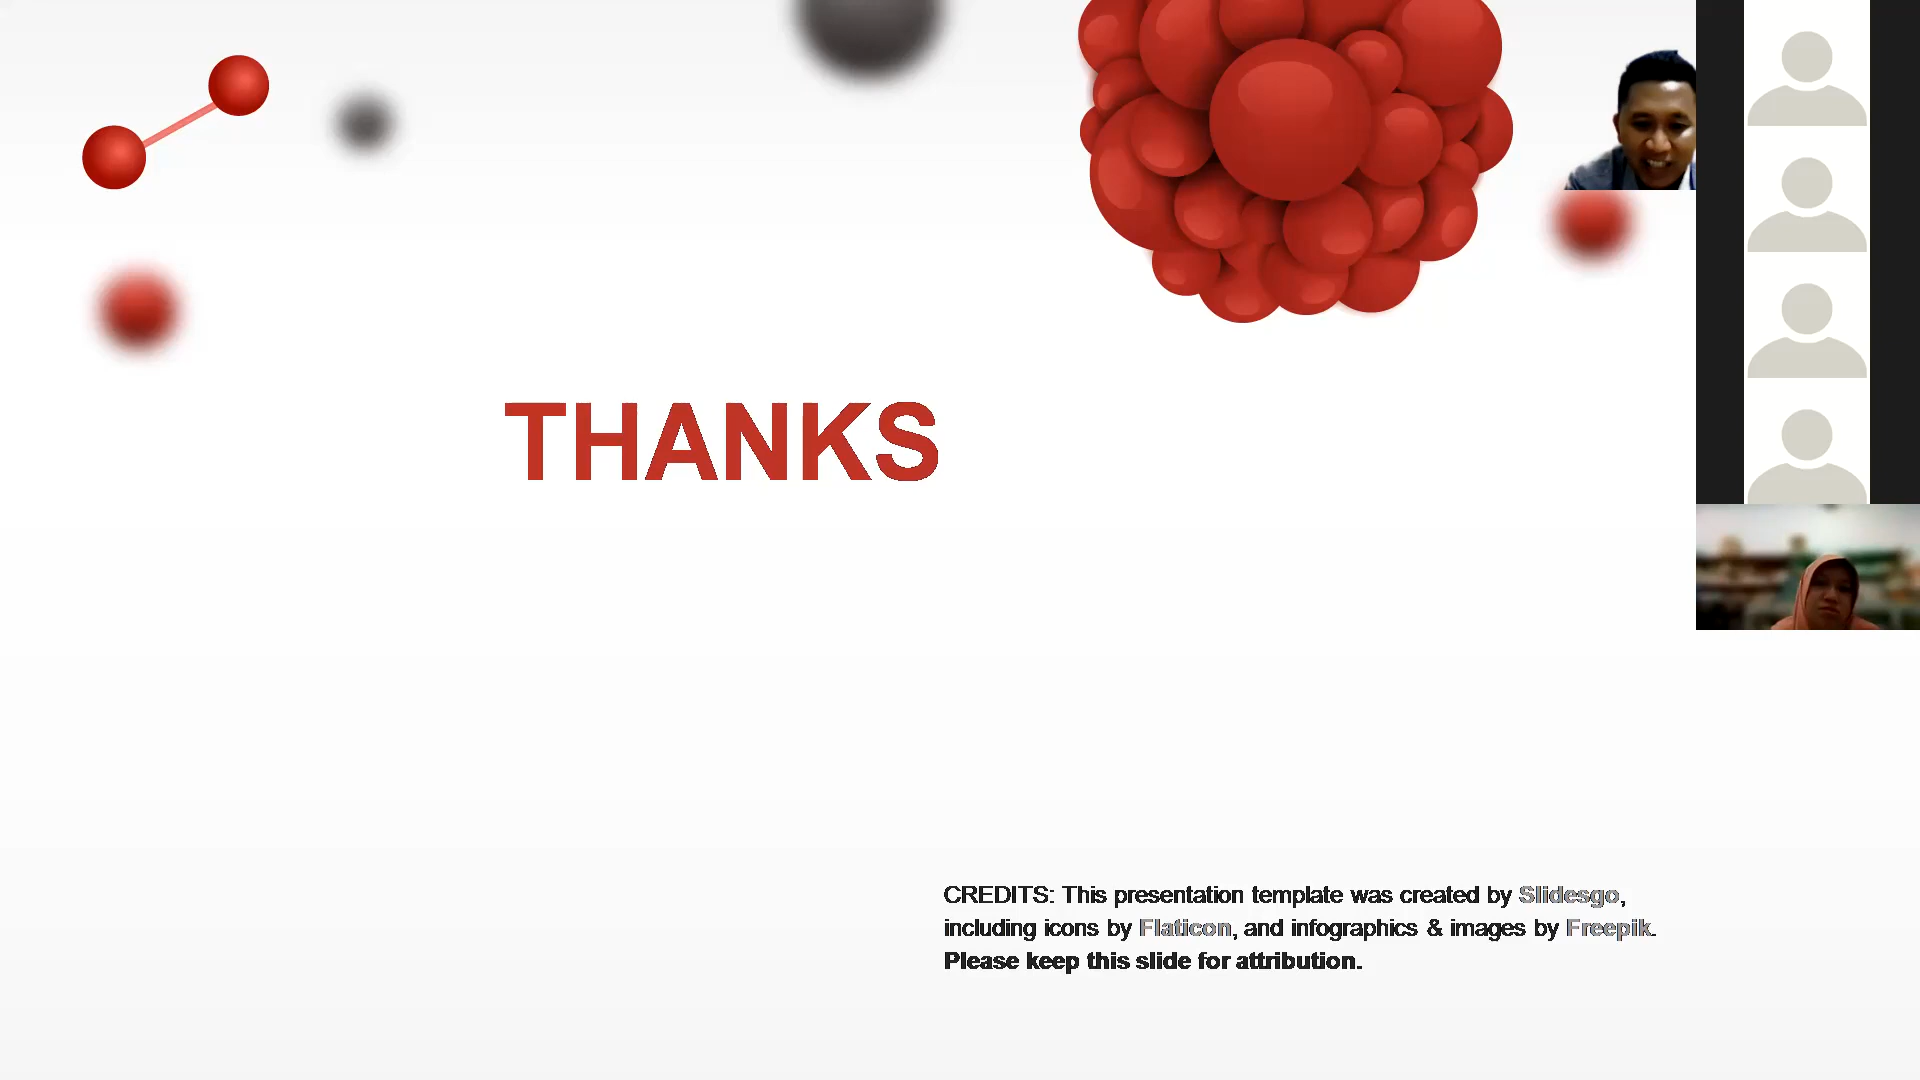 THANKS
CREDITS: This presentation template was created by Slidesgo,
including icons by Flaticon, and infographics & images by Freepik.
Please keep this slide for attribution.